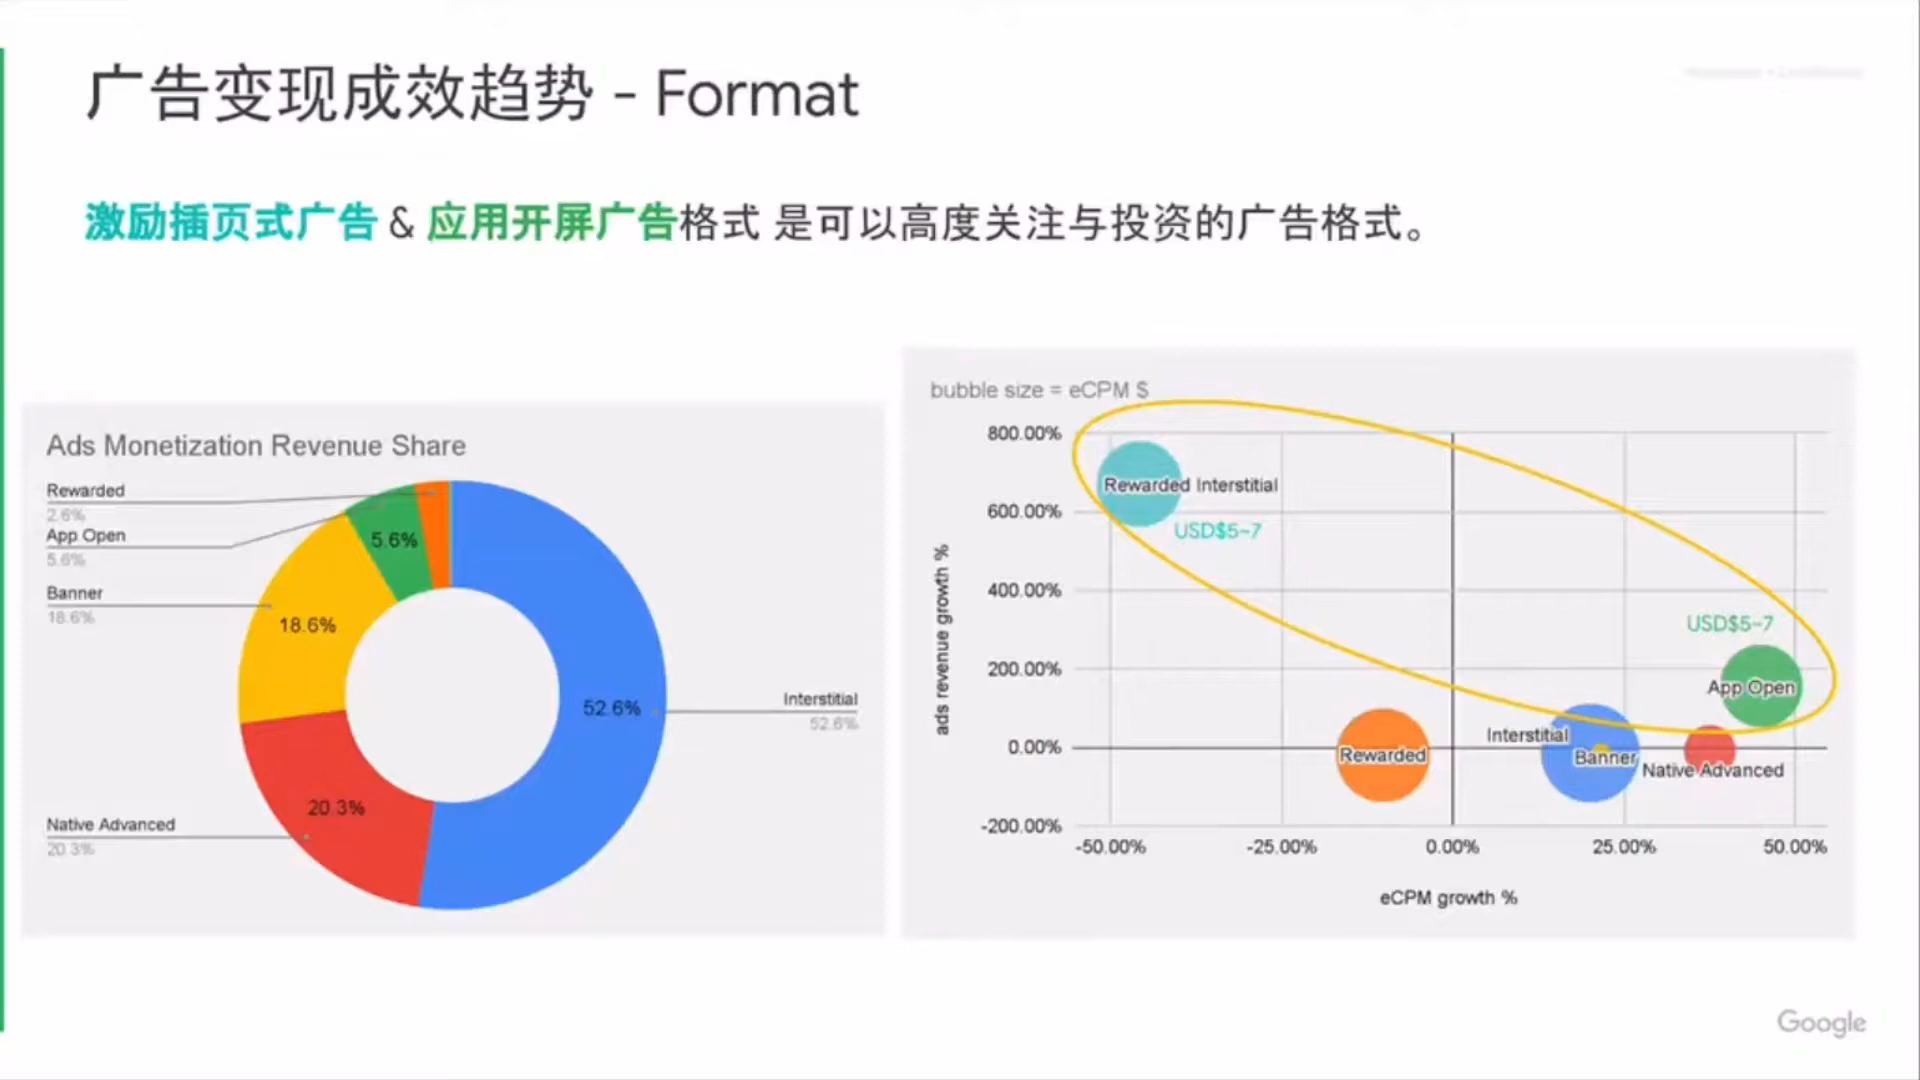 广告变现成效趋势 - Format
激励插页式广告 & 应用开屏广告格式 是可以高度关注与投资的广告格式。
Ads Monetization Revenue Share
Rewarded
2.6%
App Open
5.6%
Banner
18.6%
Native Advanced
20.3%
5.6%
18.6%
20.3%
52.6%
Interstitial
52.6%
bubble size = eCPM $
ads revenue growth %
800.00%
600.00%
400.00%
200.00%
0.00%
-200.00%
Rewarded Interstitial
USD$5~7
USD$5~7
App Open
Rewarded
Interstitial
Banner
Native Advanced
-50.00%
-25.00%
0.00%
25.00%
50.00%
eCPM growth %
Google